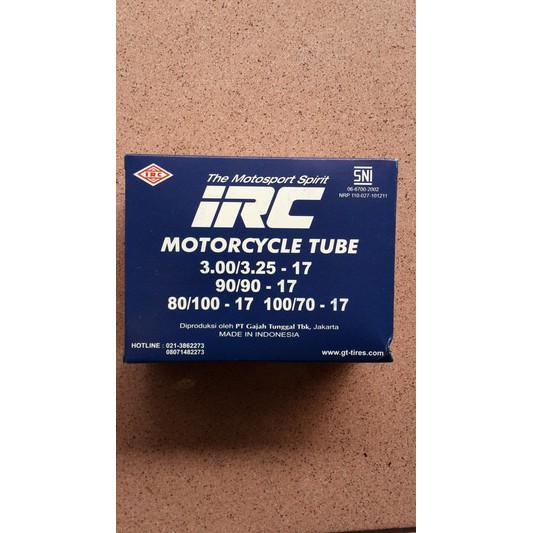 IRC
The Motosport Spirit
SNI
06-6700-2002
NRP 110-027-101211
iRC
MOTORCYCLE TUBE
3.00/3.25 - 17
90/90 - 17
80/100 - 17 100/70 - 17
Diproduksi oleh PT Gajah Tunggal Tbk, Jakarta
MADE IN INDONESIA
HOTLINE : 021-3862273
08071482273
www.gt-tires.com